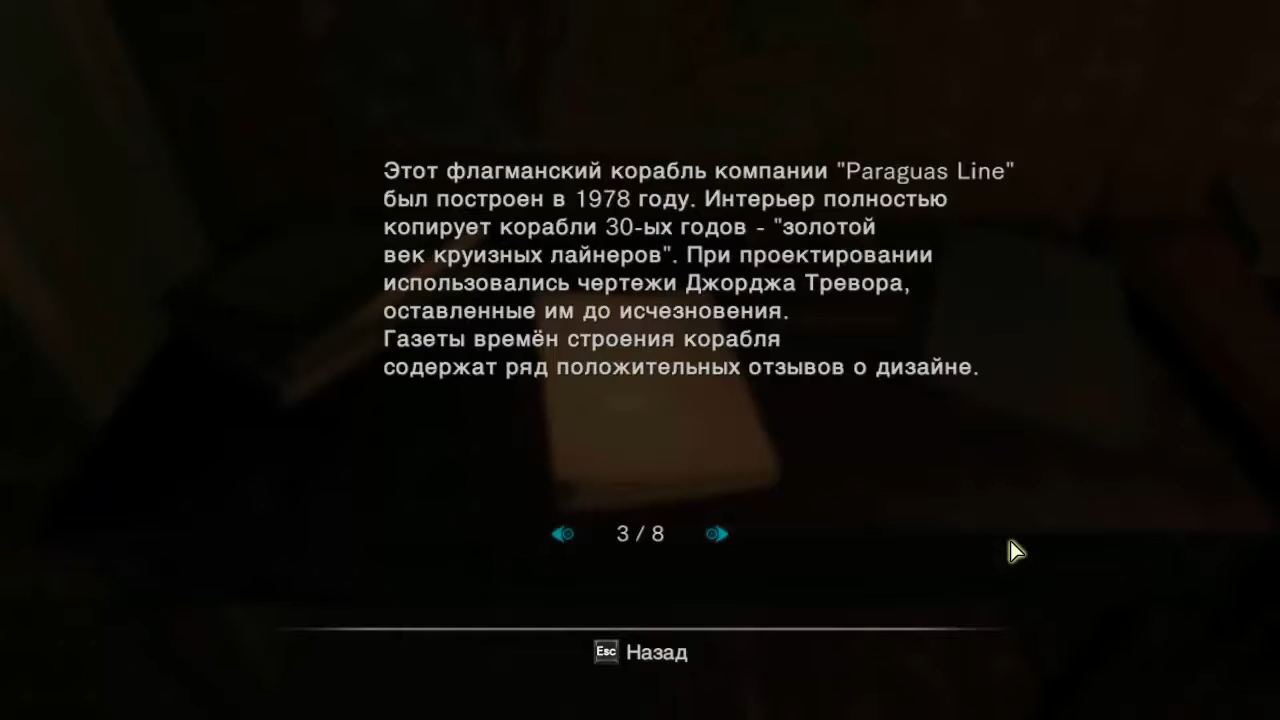 Этот флагманский корабль компании "Paraguas Line"
был построен в 1978 году. Интерьер полностью
копирует корабли 30-ых годов - "золотой
век круизных лайнеров". При проектировании
использовались чертежи Джорджа Тревора,
оставленные им до исчезновения.
Газеты времён строения корабля
содержат ряд положительных отзывов о дизайне.
3 / 8
Esc Назад